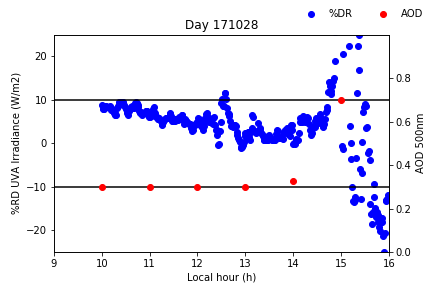 %DR AOD
Day 171028
20
10
0
−10
−20
%RD UVA Irradiance (W/m2)
0.8
0.6
0.4
0.2
0.0
AOD 500nm
9 10 11 12 13 14 15 16
Local hour (h)